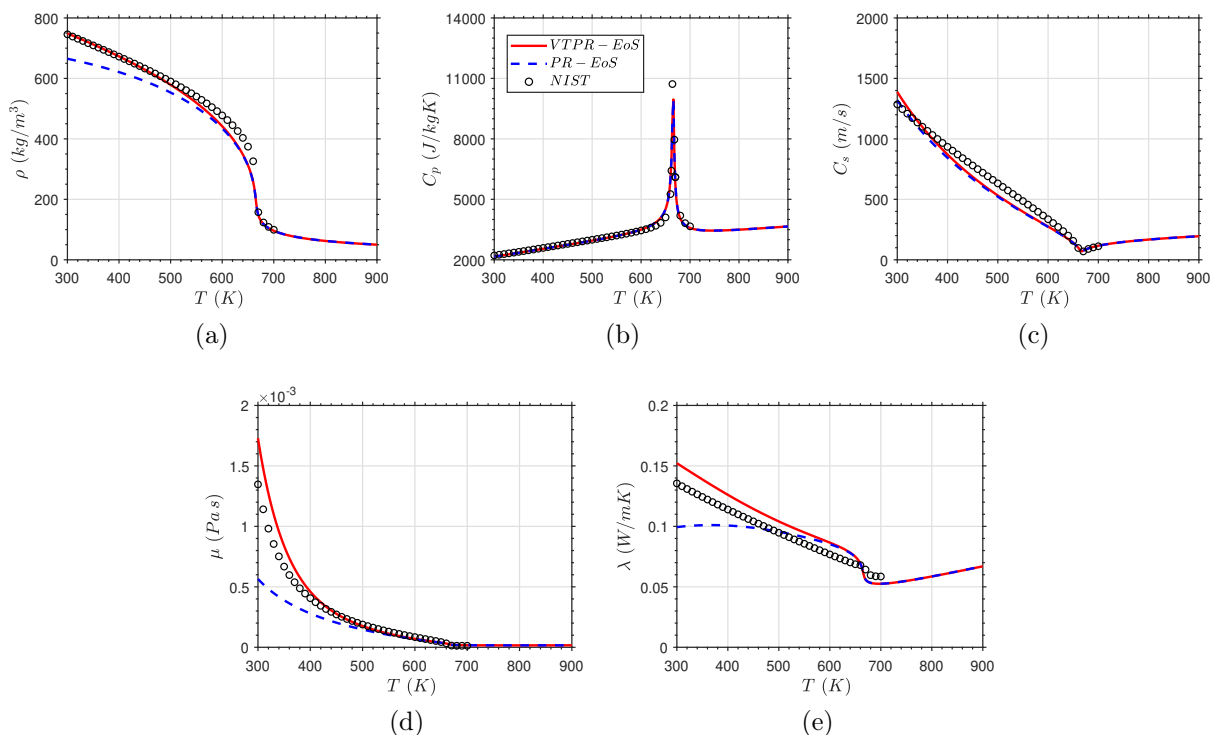 800
600
400
200
0
ρ (kg/m³)
300 400 500 600 700 800 900
T (K)
(a)
14000
11000
8000
5000
2000
C_p (J/kgK)
VTPR − EoS
PR − EoS
NIST
300 400 500 600 700 800 900
T (K)
(b)
2000
1500
1000
500
0
C_s (m/s)
300 400 500 600 700 800 900
T (K)
(c)
×10⁻³
2
1.5
1
0.5
0
μ (Pa s)
300 400 500 600 700 800 900
T (K)
(d)
0.2
0.15
0.1
0.05
0
λ (W/mK)
300 400 500 600 700 800 900
T (K)
(e)